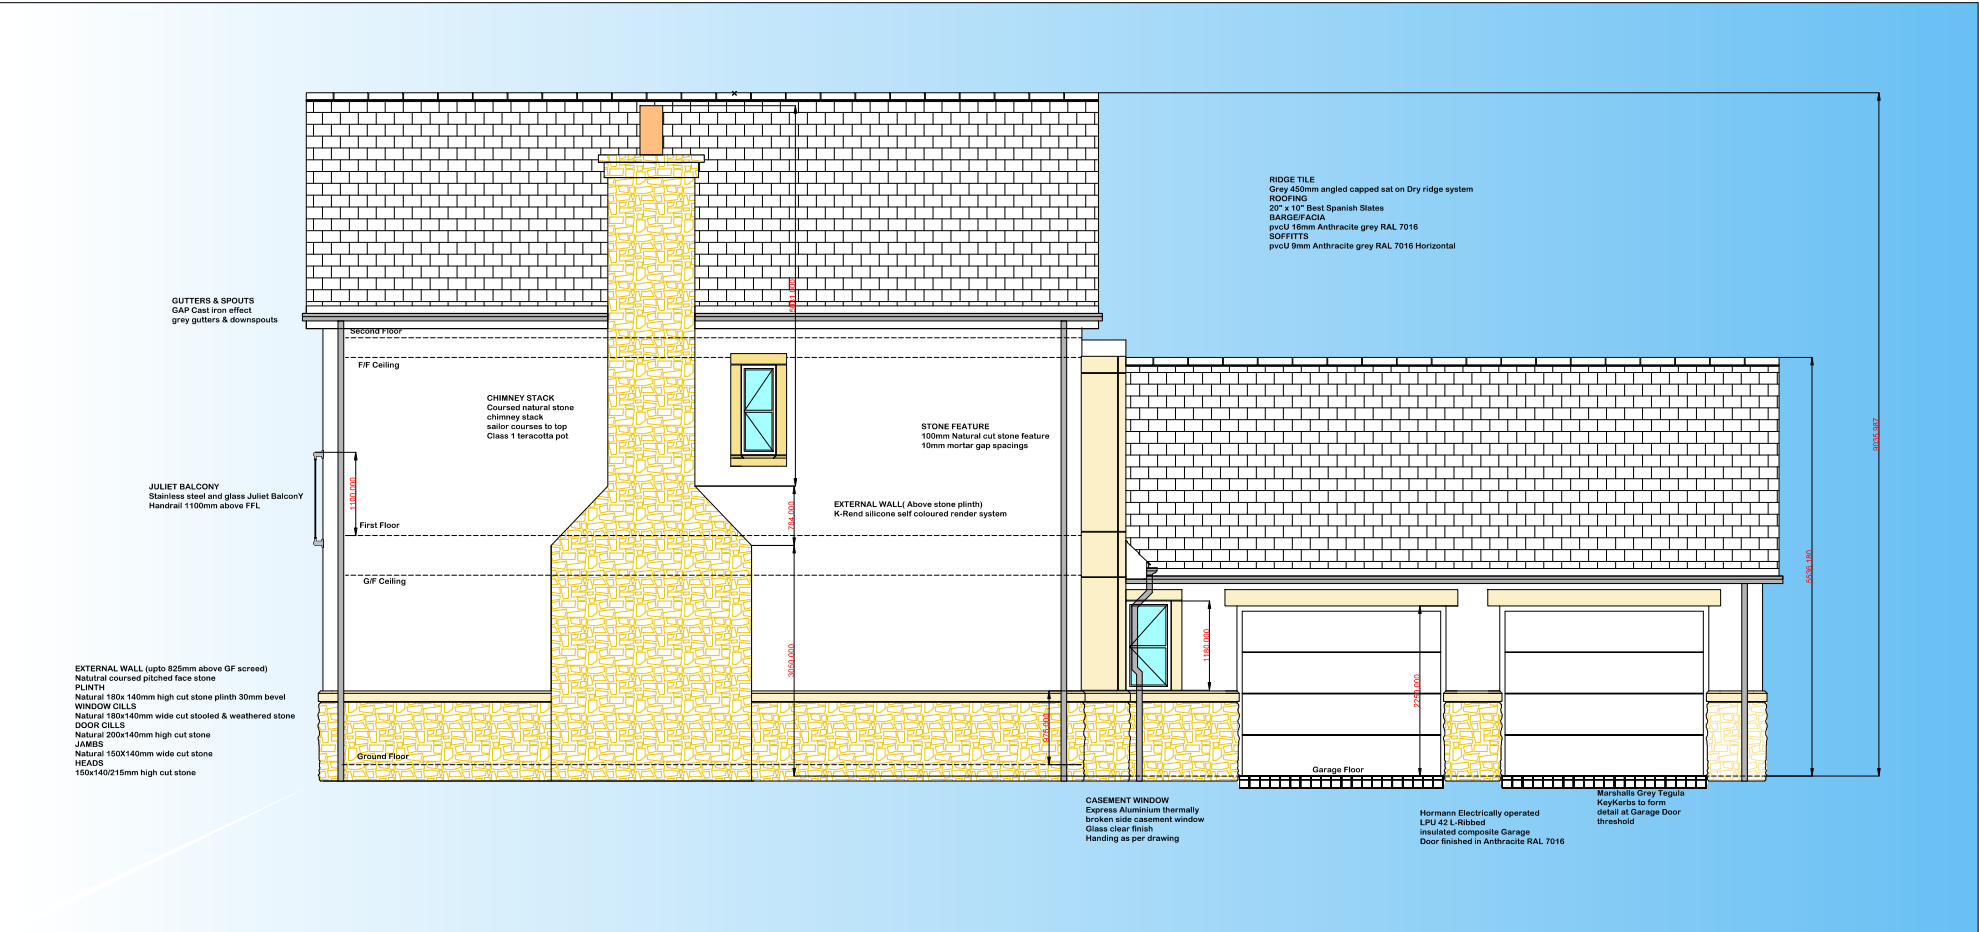 RIDGE TILE
Grey 450mm angled capped sat on Dry ridge system
ROOFING
20" x 10" Best Spanish Slates
BARGE/FACIA
pvcU 16mm Anthracite grey RAL 7016
SOFFITTS
pvcU 9mm Anthracite grey RAL 7016 Horizontal
GUTTERS & SPOUTS
GAP Cast iron effect
grey gutters & downspouts
Second Floor
F/F Ceiling
CHIMNEY STACK
Coursed natural stone
chimney stack
sailor courses to top
Class 1 teracotta pot
STONE FEATURE
100mm Natural cut stone feature
10mm mortar gap spacings
9035.987
JULIET BALCONY
Stainless steel and glass Juliet BalconY
Handrail 1100mm above FFL
1100.000
EXTERNAL WALL( Above stone plinth)
K-Rend silicone self coloured render system
784.000
First Floor
G/F Ceiling
5536.180
1180.000
3050.000
2250.000
975.000
EXTERNAL WALL (upto 825mm above GF screed)
Natutral coursed pitched face stone
PLINTH
Natural 180x 140mm high cut stone plinth 30mm bevel
WINDOW CILLS
Natural 180x140mm wide cut stooled & weathered stone
DOOR CILLS
Natural 200x140mm high cut stone
JAMBS
Natural 150X140mm wide cut stone
HEADS
150x140/215mm high cut stone
Ground Floor
Garage Floor
CASEMENT WINDOW
Express Aluminium thermally
broken side casement window
Glass clear finish
Handing as per drawing
Hormann Electrically operated
LPU 42 L-Ribbed
insulated composite Garage
Door finished in Anthracite RAL 7016
Marshalls Grey Tegula
KeyKerbs to form
detail at Garage Door
threshold